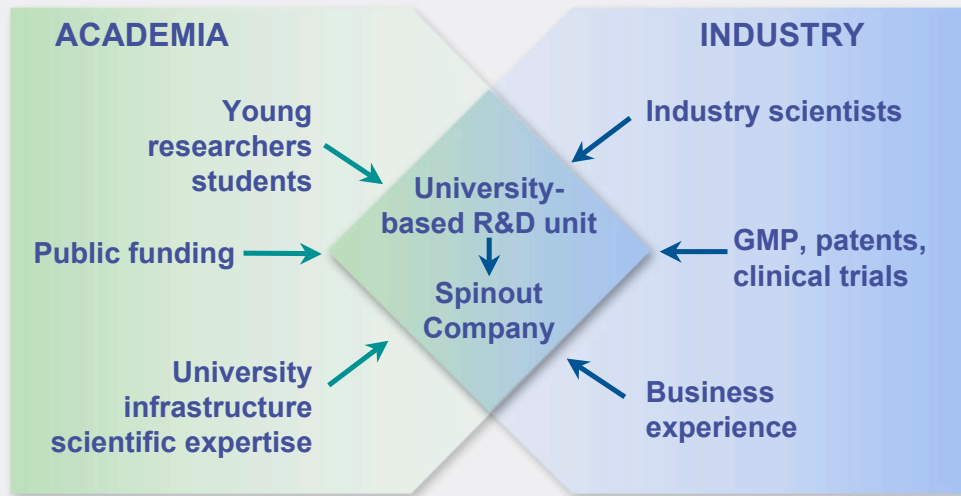 ACADEMIA
Young
researchers
students
Public funding
University
infrastructure
scientific expertise
University-
based R&D unit
Spinout
Company
INDUSTRY
Industry scientists
GMP, patents,
clinical trials
Business
experience